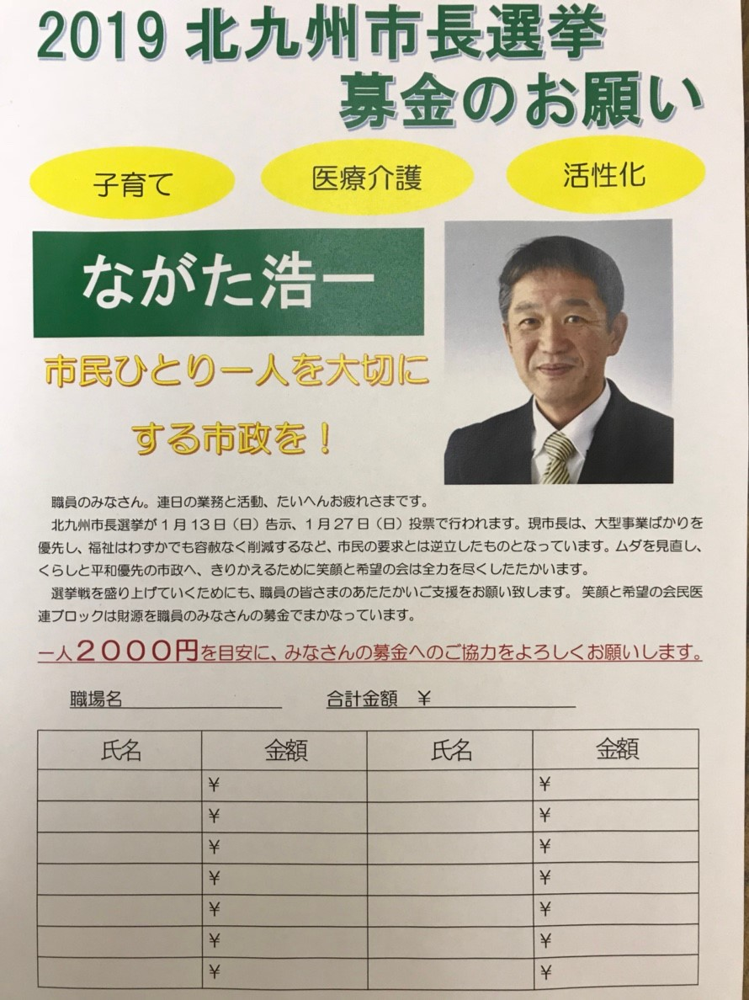 2019 北九州市長選挙
募金のお願い
子育て 医療介護 活性化
ながた浩一
市民ひとり一人を大切に
する市政を！
職員のみなさん。連日の業務と活動、たいへんお疲れさまです。
北九州市長選挙が１月13日（日）告示、１月27日（日）投票で行われます。現市長は、大型事業ばかりを
優先し、福祉はわずかでも容赦なく削減するなど、市民の要求とは逆立したものとなっています。ムダを見直し、
くらしと平和優先の市政へ、きりかえるために笑顔と希望の会は全力を尽くしたたかいます。
選挙戦を盛り上げていくためにも、職員の皆さまのあたたかいご支援をお願い致します。 笑顔と希望の会民医
連ブロックは財源を職員のみなさんの募金でまかなっています。
一人２０００円を目安に、みなさんの募金へのご協力をよろしくお願いします。
職場名 合計金額 ￥
氏名 金額 氏名 金額
￥ ￥
￥ ￥
￥ ￥
￥ ￥
￥ ￥
￥ ￥
￥ ￥